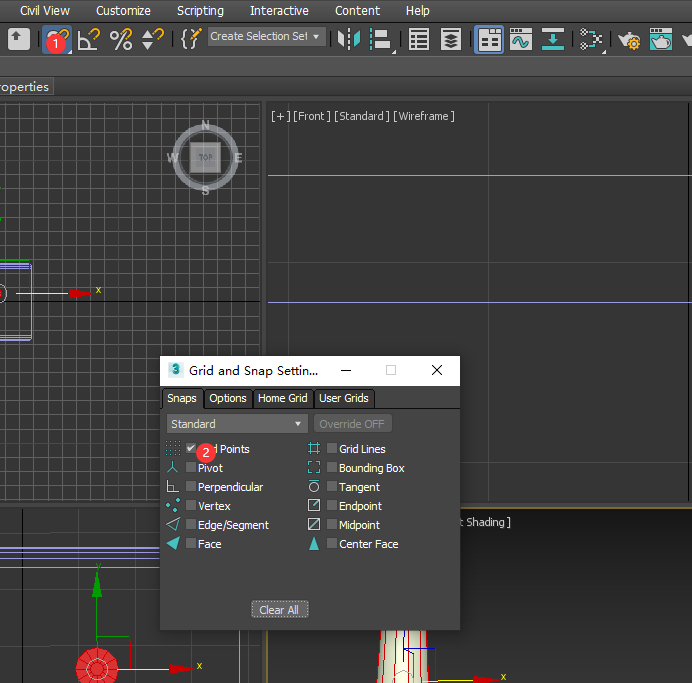 Civil View Customize Scripting Interactive Content Help
1
Create Selection Set
roperties
N
W TOP E
S
[+] [Front] [Standard] [Wireframe]
x
3 Grid and Snap Settin...
Snaps Options Home Grid User Grids
Standard Override OFF
2 d Points Grid Lines
Pivot Bounding Box
Perpendicular Tangent
Vertex Endpoint
Edge/Segment Midpoint
Face Center Face
t Shading]
Clear All
y
x
x